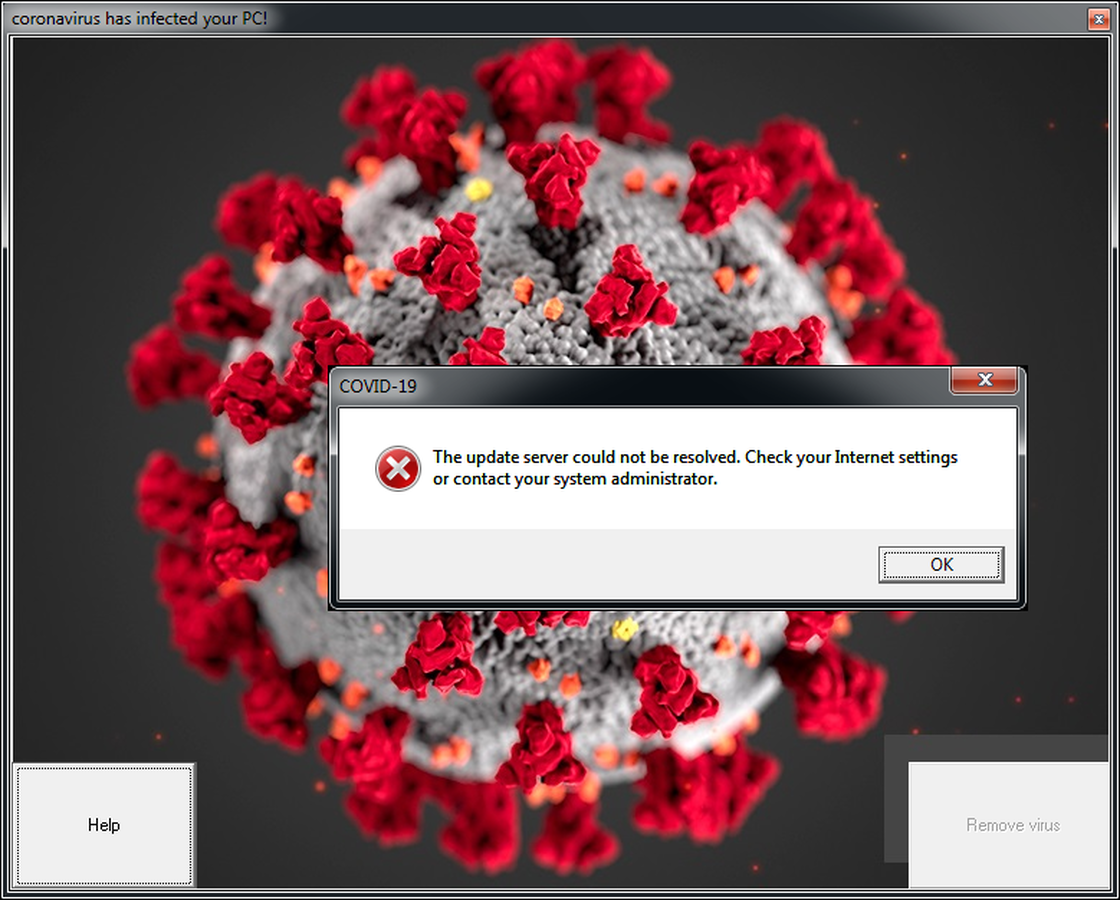 coronavirus has infected your PC!
COVID-19
The update server could not be resolved. Check your Internet settings
or contact your system administrator.
OK
Help
Remove virus